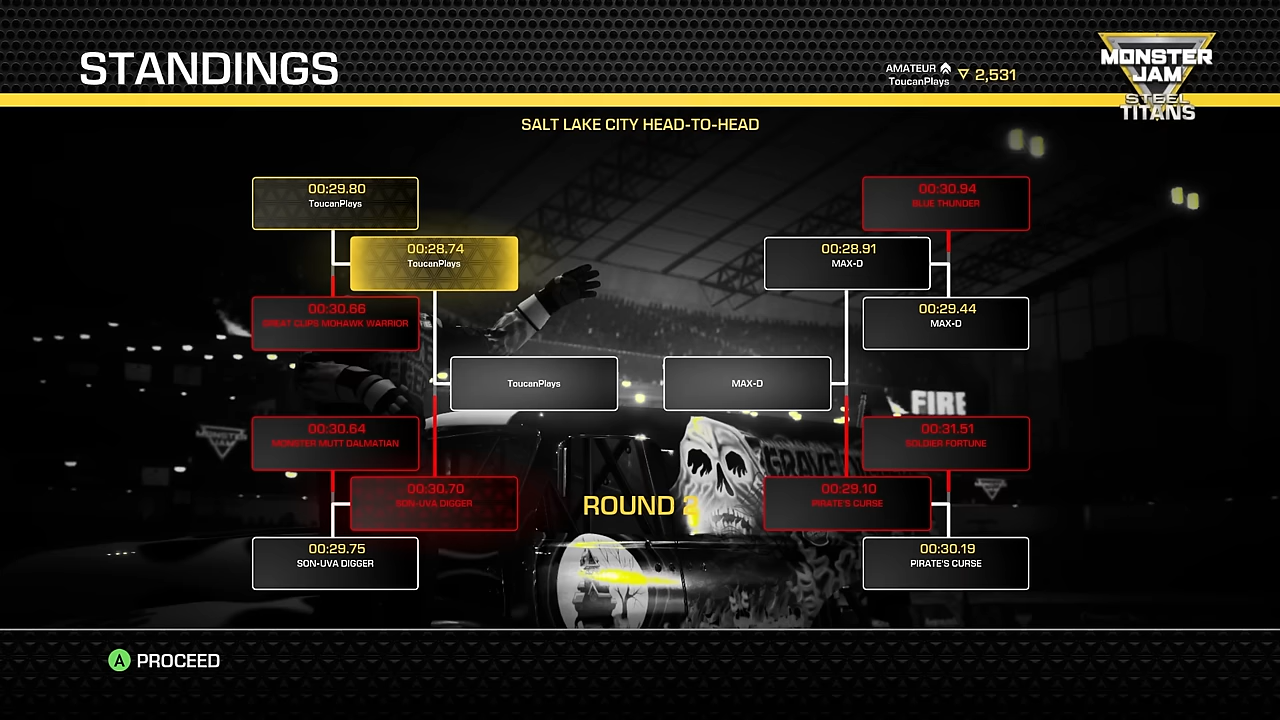 STANDINGS
AMATEUR
ToucanPlays
2,531
MONSTER
JAM
STEEL
TITANS
SALT LAKE CITY HEAD-TO-HEAD
00:29.80
ToucanPlays
00:30.94
BLUE THUNDER
00:28.74
ToucanPlays
00:28.91
MAX-D
00:30.66
GREAT CLIPS MOHAWK WARRIOR
00:29.44
MAX-D
ToucanPlays
MAX-D
FIRE
00:30.64
MONSTER MUTT DALMATIAN
00:31.51
SOLDIER FORTUNE
GRAVE
00:30.70
SON-UVA DIGGER
ROUND 2
00:29.10
PIRATE'S CURSE
00:29.75
SON-UVA DIGGER
00:30.19
PIRATE'S CURSE
A PROCEED